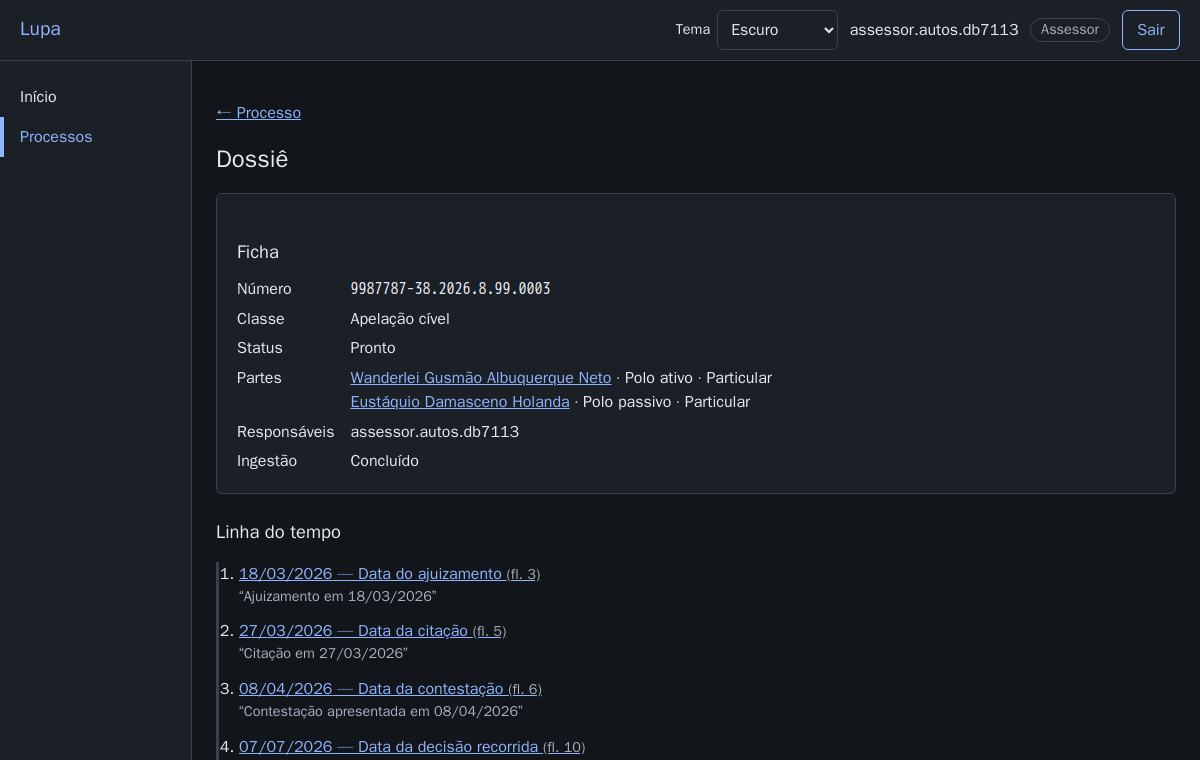 Lupa
Tema Escuro assessor.autos.db7113 Assessor Sair
Início
Processos
← Processo
Dossiê
Ficha
Número 9987787-38.2026.8.99.0003
Classe Apelação cível
Status Pronto
Partes Wanderlei Gusmão Albuquerque Neto · Polo ativo · Particular
Eustáquio Damasceno Holanda · Polo passivo · Particular
Responsáveis assessor.autos.db7113
Ingestão Concluído
Linha do tempo
1. 18/03/2026 — Data do ajuizamento (fl. 3)
“Ajuizamento em 18/03/2026”
2. 27/03/2026 — Data da citação (fl. 5)
“Citação em 27/03/2026”
3. 08/04/2026 — Data da contestação (fl. 6)
“Contestação apresentada em 08/04/2026”
4. 07/07/2026 — Data da decisão recorrida (fl. 10)